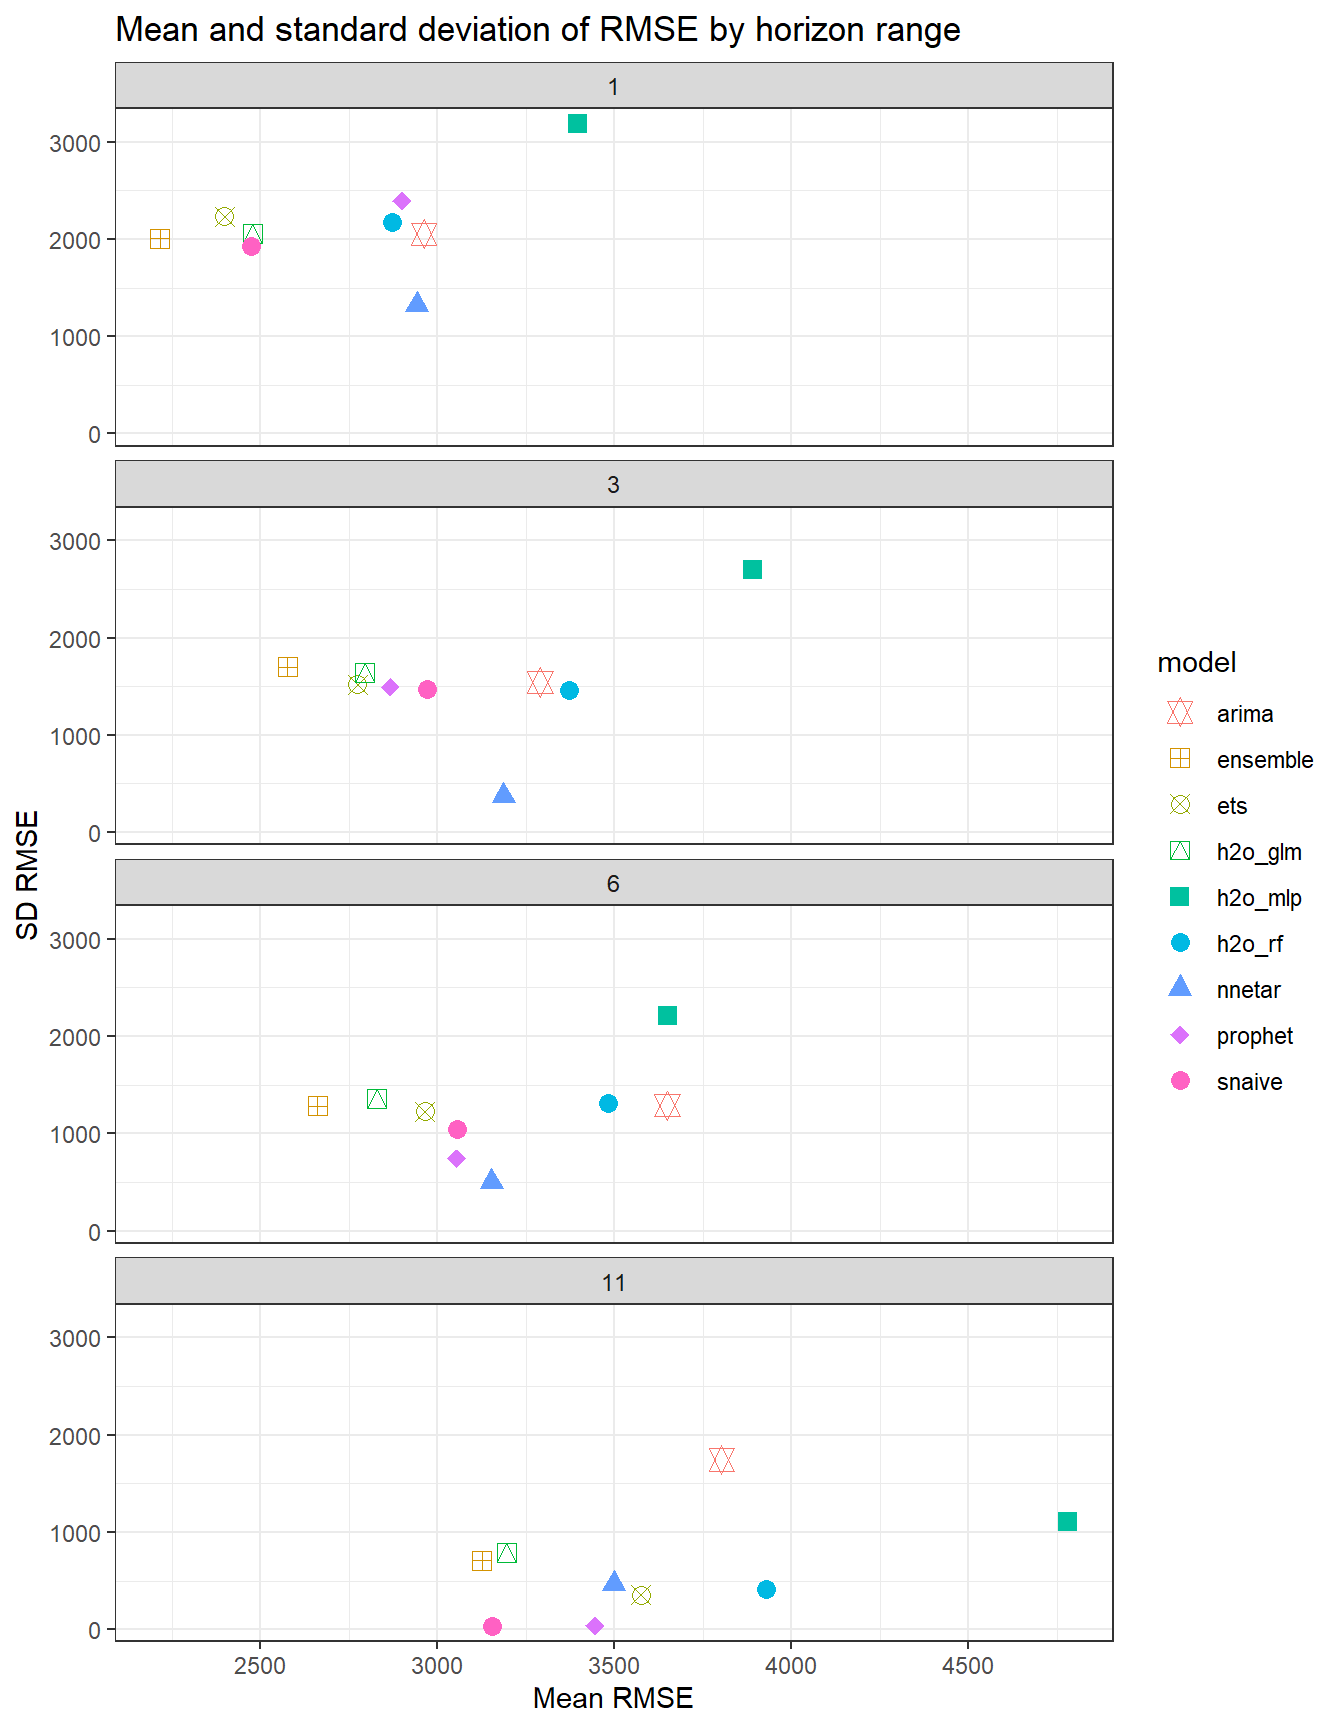 Mean and standard deviation of RMSE by horizon range
1
3000
2000
1000
0
3
3000
2000
1000
0
6
3000
2000
1000
0
11
3000
2000
1000
0
2500 3000 3500 4000 4500
Mean RMSE
SD RMSE
model
arima
ensemble
ets
h2o_glm
h2o_mlp
h2o_rf
nnetar
prophet
snaive